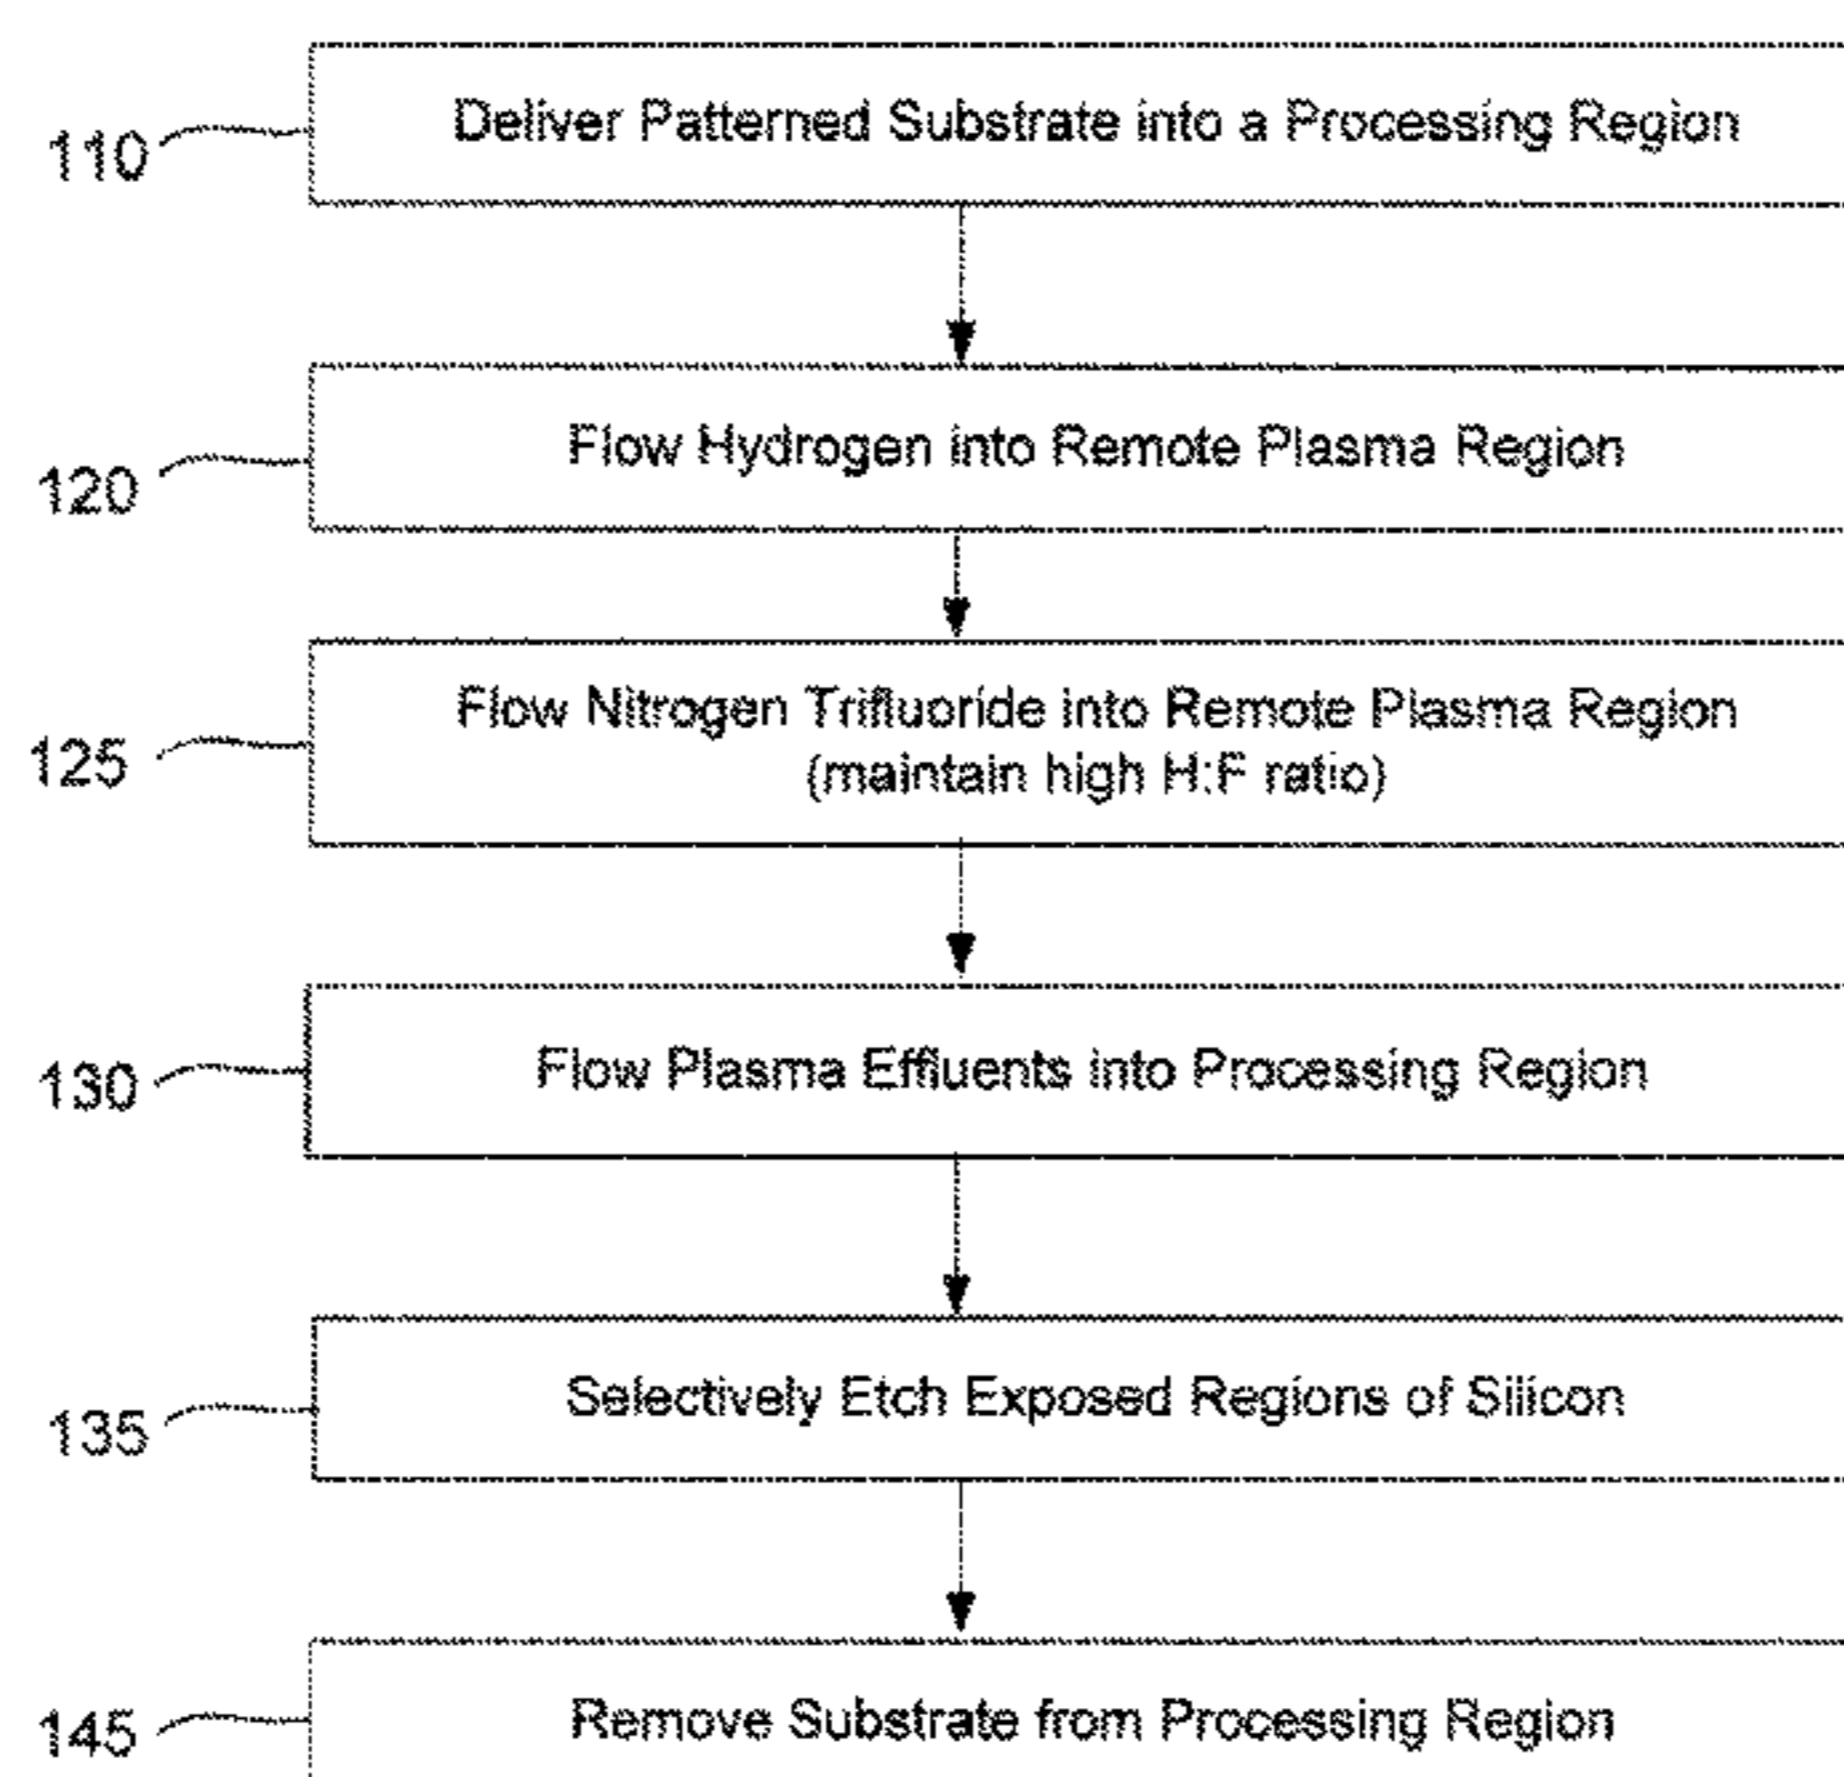 110 Deliver Patterned Substrate into a Processing Region
120 Flow Hydrogen into Remote Plasma Region
125 Flow Nitrogen Trifluoride into Remote Plasma Region
(maintain high H:F ratio)
130 Flow Plasma Effluents into Processing Region
135 Selectively Etch Exposed Regions of Silicon
145 Remove Substrate from Processing Region